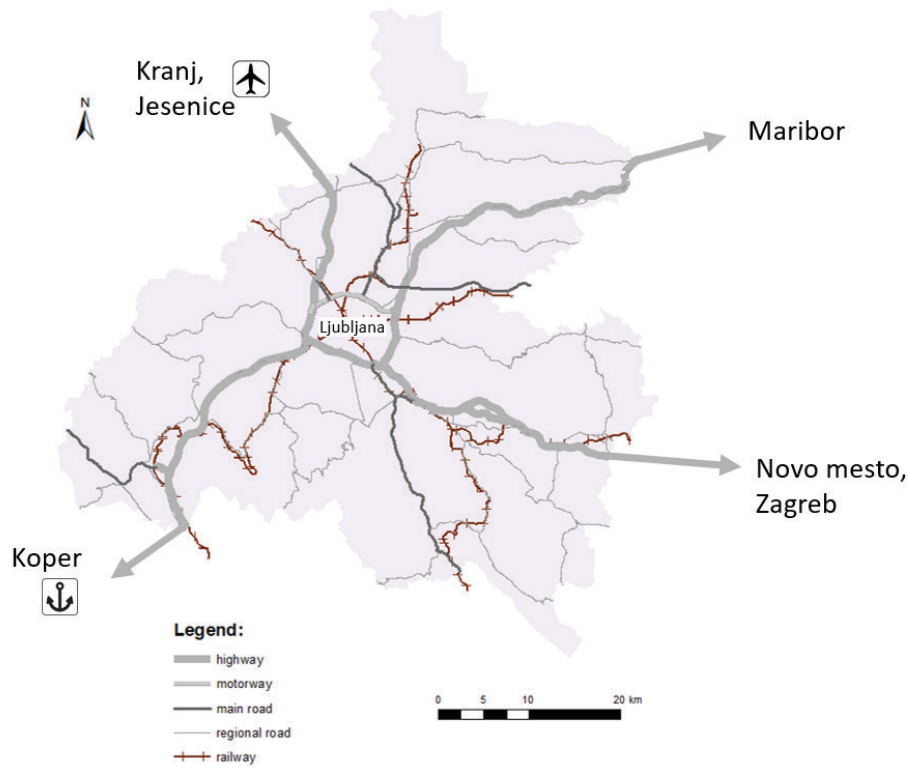 Kranj,
Jesenice
N
Maribor
Ljubljana
Novo mesto,
Zagreb
Koper
Legend:
highway
motorway
main road
regional road
railway
0 5 10 20 km